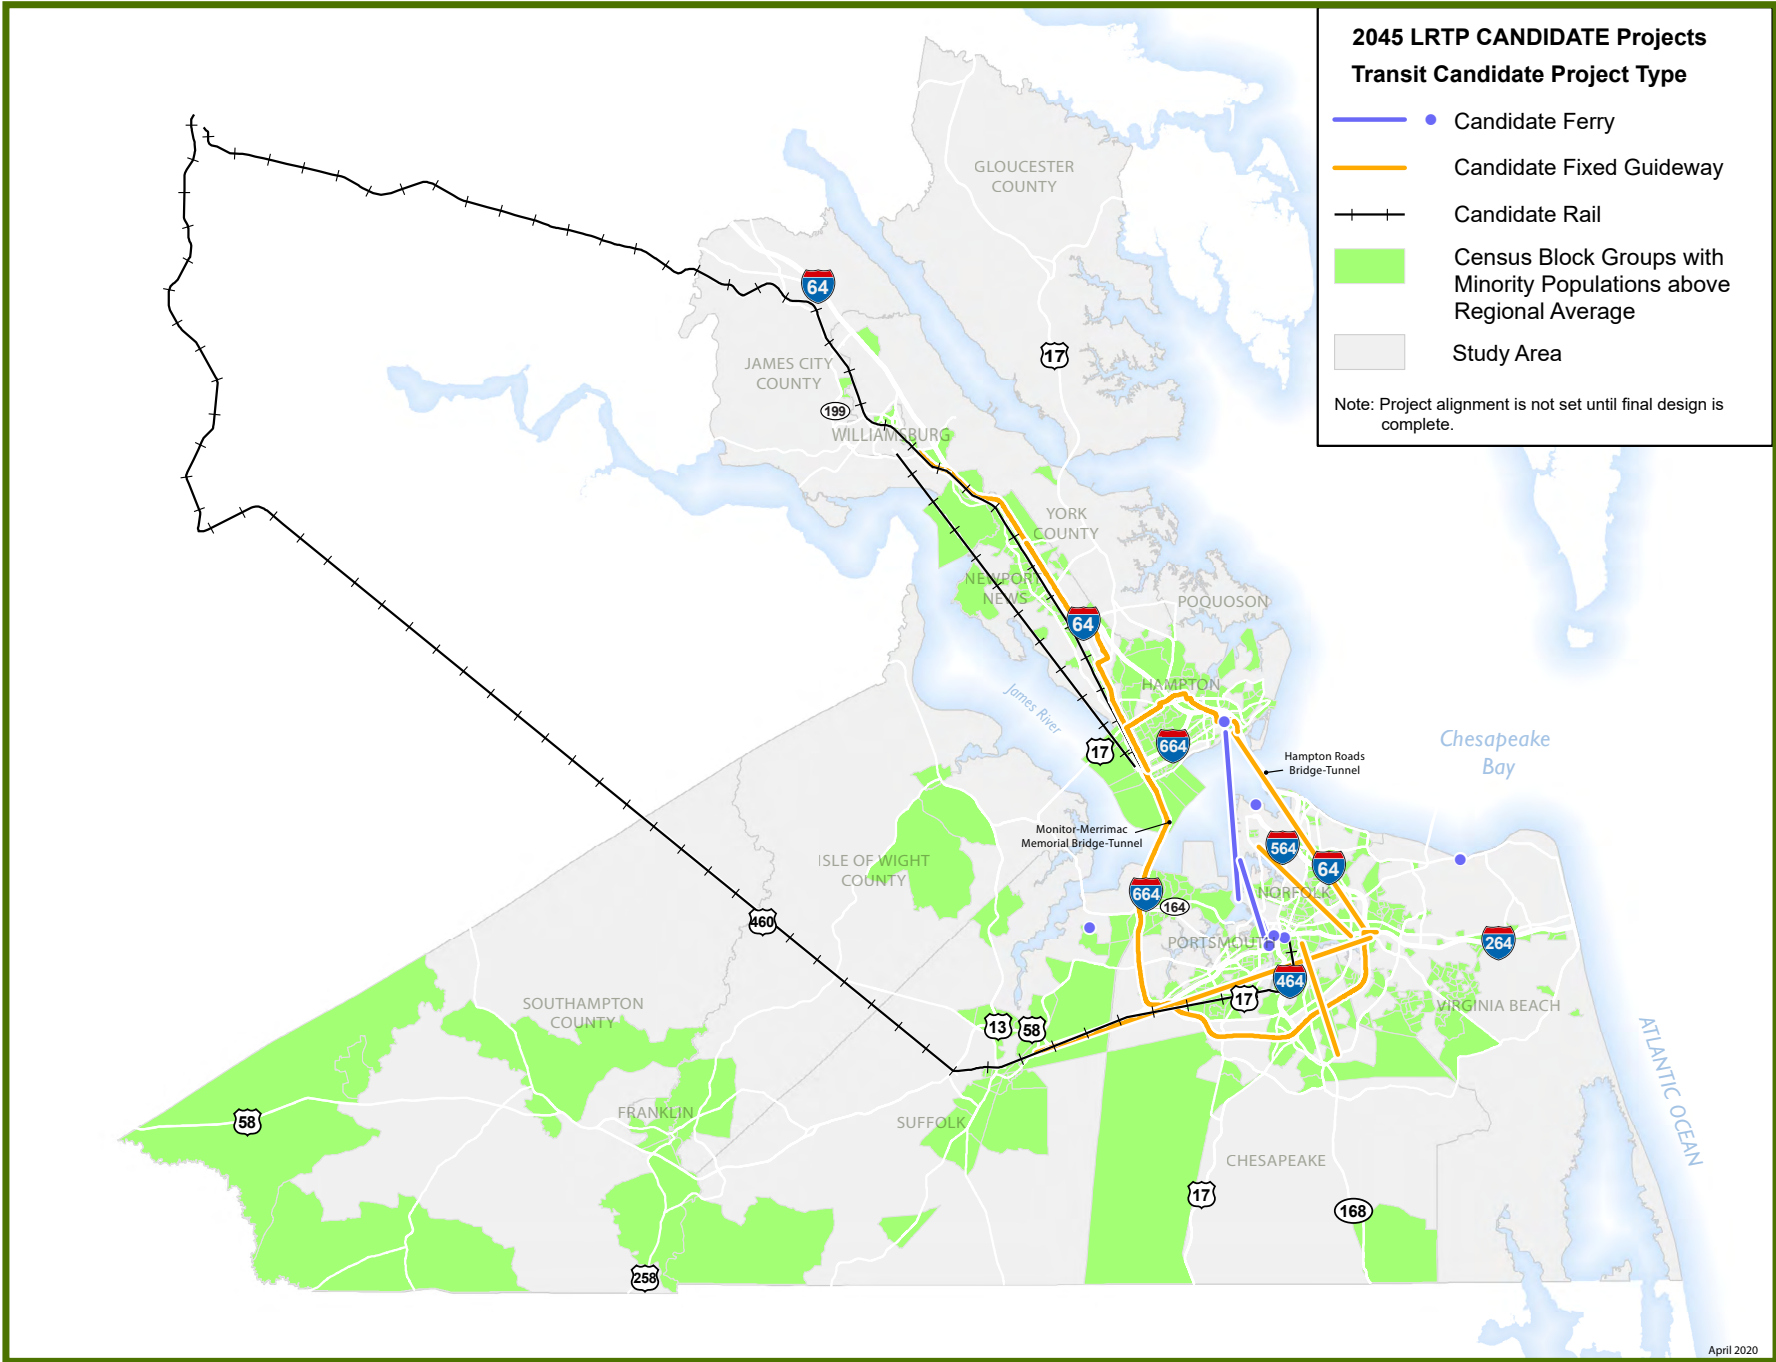 2045 LRTP CANDIDATE Projects
Transit Candidate Project Type
Candidate Ferry
Candidate Fixed Guideway
Candidate Rail
Census Block Groups with
Minority Populations above
Regional Average
Study Area
Note: Project alignment is not set until final design is
complete.
GLOUCESTER
COUNTY
64
17
JAMES CITY
COUNTY
199
WILLIAMSBURG
YORK
COUNTY
NEWPORT
NEWS
POQUOSON
64
HAMPTON
James River
17
664
Hampton Roads
Bridge-Tunnel
Chesapeake
Bay
Monitor-Merrimac
Memorial Bridge-Tunnel
564
64
ISLE OF WIGHT
COUNTY
664
164
NORFOLK
460
PORTSMOUTH
264
464
17
SOUTHAMPTON
COUNTY
13
58
VIRGINIA BEACH
ATLANTIC OCEAN
58
FRANKLIN
SUFFOLK
CHESAPEAKE
17
168
258
April 2020